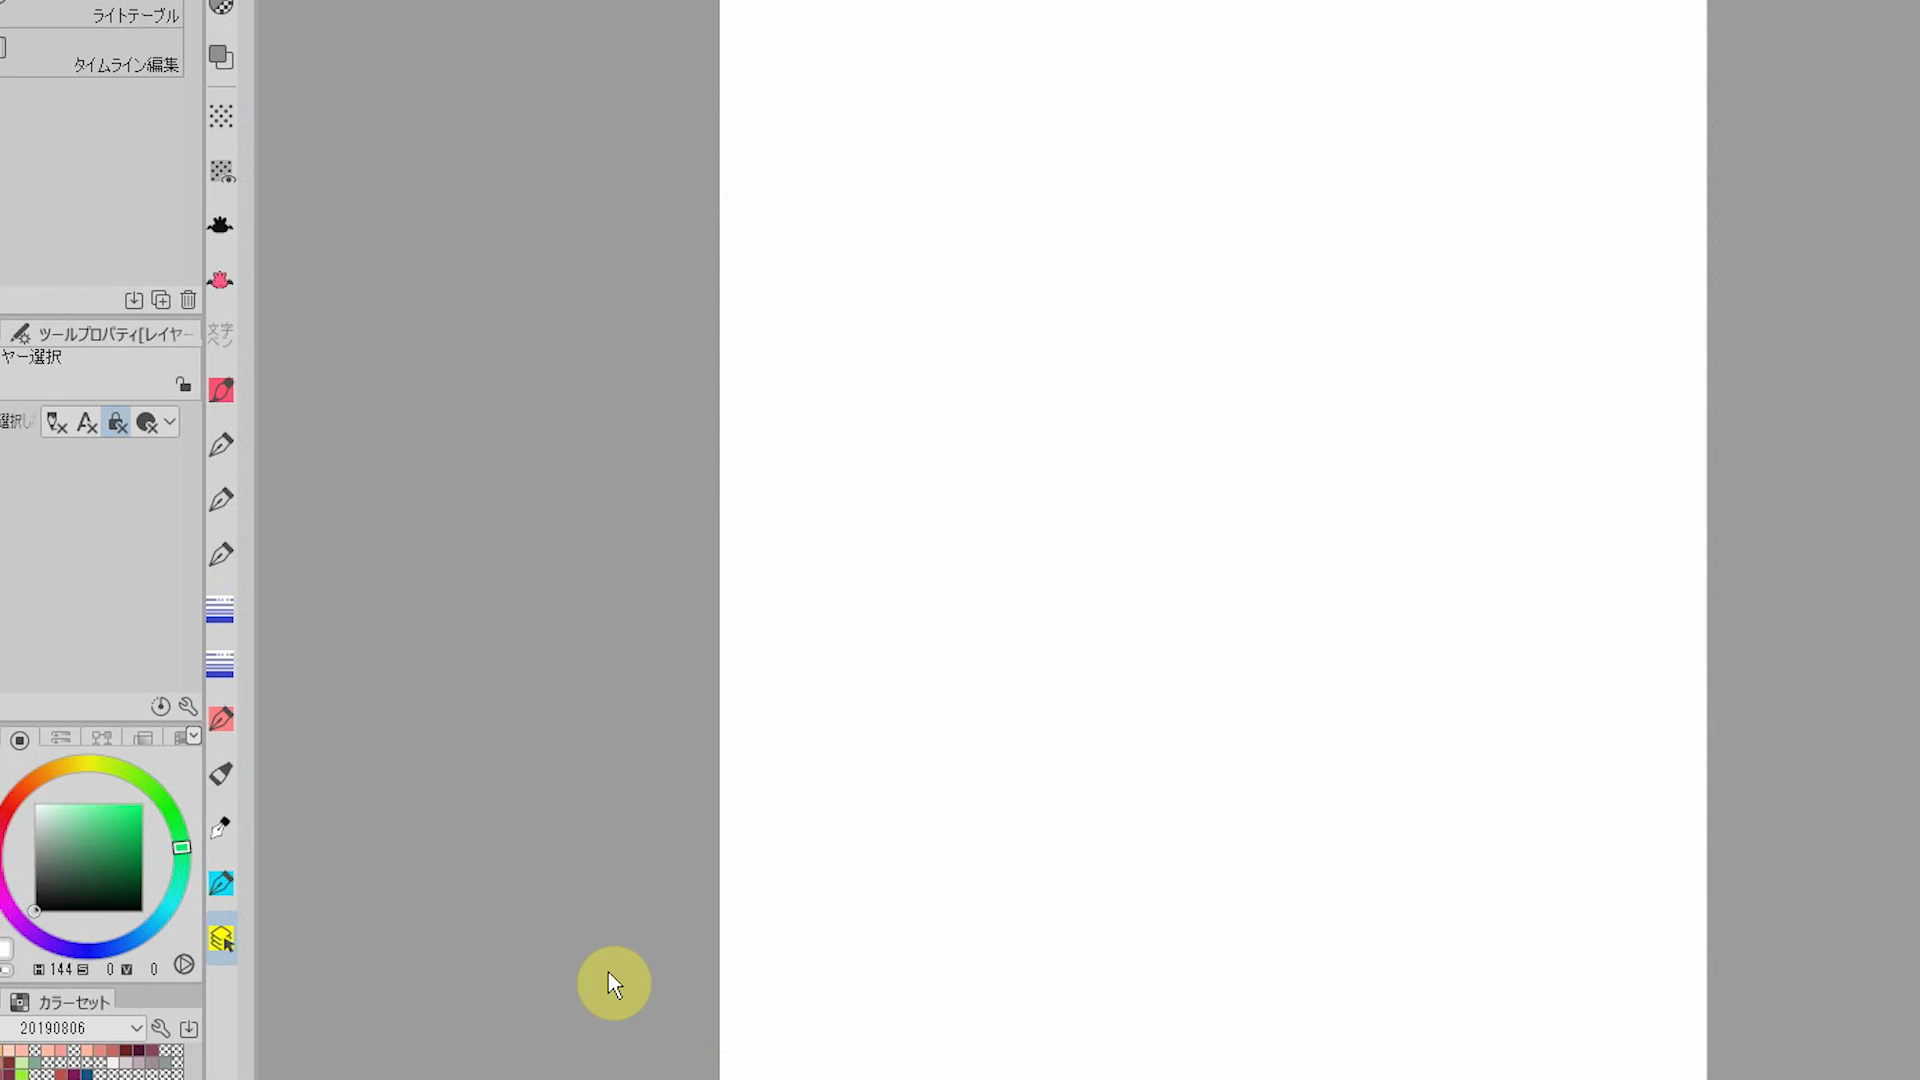 ライトテーブル
タイムライン編集
ツールプロパティ[レイヤー
ヤー選択
文字
ペン
選択し
H 144 S 0 V 0
カラーセット
20190806